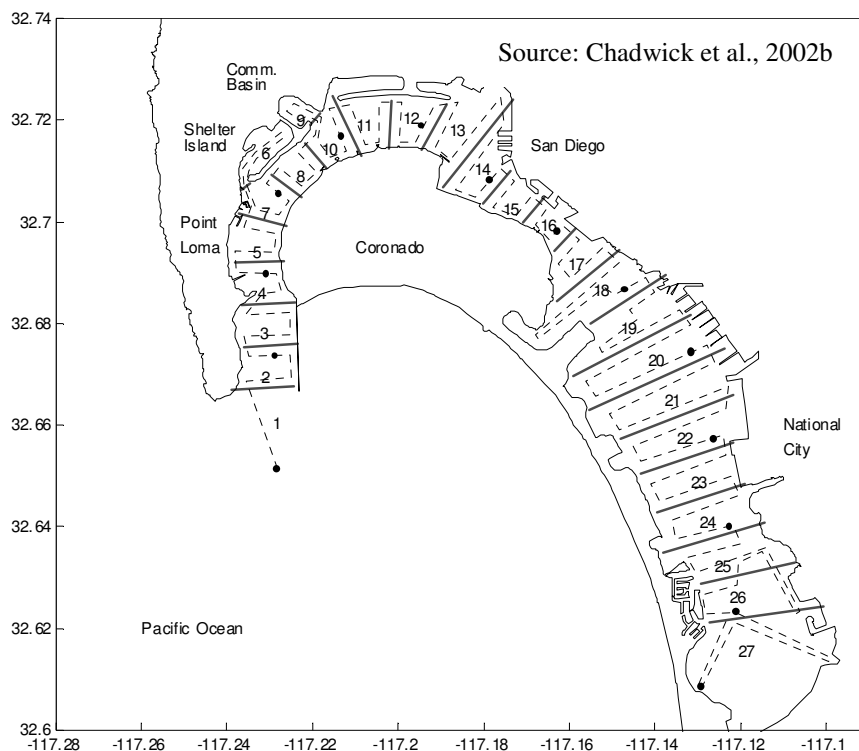 32.74
Source: Chadwick et al., 2002b
Comm.
Basin
32.72
9
Shelter
Island
6
10
11
12
13
San Diego
8
14
7
15
32.7
Point
Loma
16
5
Coronado
17
4
18
32.68
3
19
20
2
21
32.66
1
22
National
City
23
32.64
24
25
26
32.62
Pacific Ocean
27
32.6
-117.28 -117.26 -117.24 -117.22 -117.2 -117.18 -117.16 -117.14 -117.12 -117.1